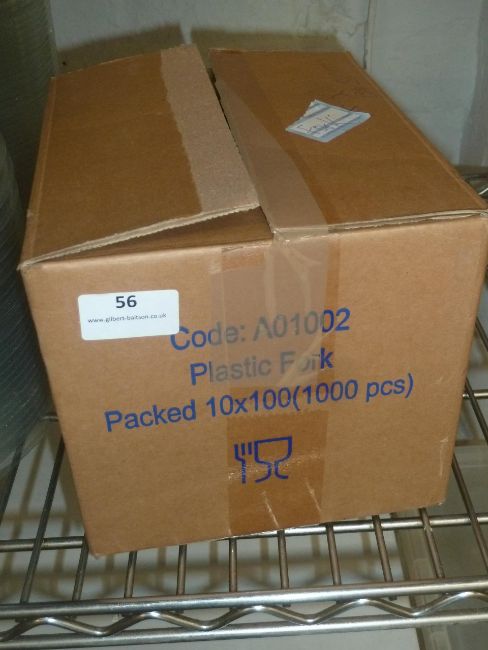 56
www.gilbert-baitson.co.uk
Code: A01002
Plastic Fork
Packed 10x100(1000 pcs)